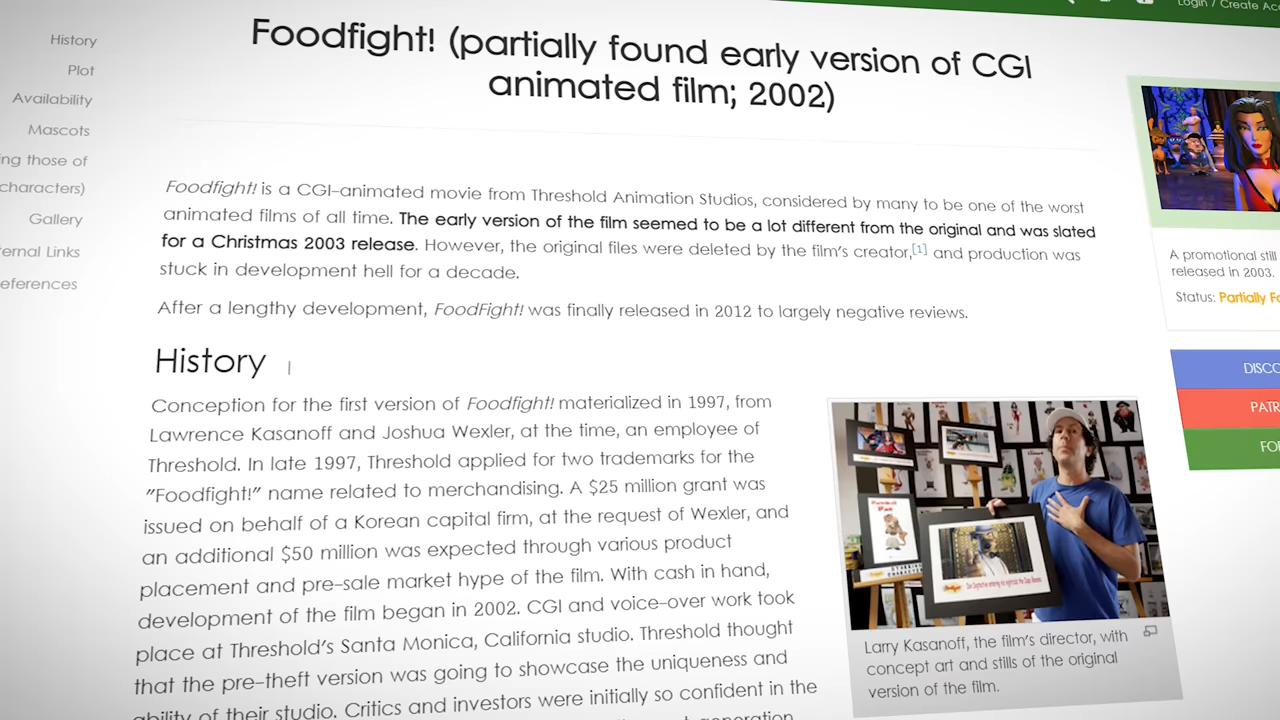 Login / Create Acc
History
Plot
Availability
Mascots
ng those of
characters)
Gallery
ernal Links
eferences
Foodfight! (partially found early version of CGI
animated film; 2002)
Foodfight! is a CGI-animated movie from Threshold Animation Studios, considered by many to be one of the worst
animated films of all time. The early version of the film seemed to be a lot different from the original and was slated
for a Christmas 2003 release. However, the original files were deleted by the film's creator,[1] and production was
stuck in development hell for a decade.
After a lengthy development, FoodFight! was finally released in 2012 to largely negative reviews.
History
Conception for the first version of Foodfight! materialized in 1997, from
Lawrence Kasanoff and Joshua Wexler, at the time, an employee of
Threshold. In late 1997, Threshold applied for two trademarks for the
"Foodfight!" name related to merchandising. A $25 million grant was
issued on behalf of a Korean capital firm, at the request of Wexler, and
an additional $50 million was expected through various product
placement and pre-sale market hype of the film. With cash in hand,
development of the film began in 2002. CGI and voice-over work took
place at Threshold's Santa Monica, California studio. Threshold thought
that the pre-theft version was going to showcase the uniqueness and
ability of their studio. Critics and investors were initially so confident in the
generation
A promotional still
released in 2003.
Status: Partially Fo
DISCO
PATR
FO
Larry Kasanoff, the film's director, with
concept art and stills of the original
version of the film.